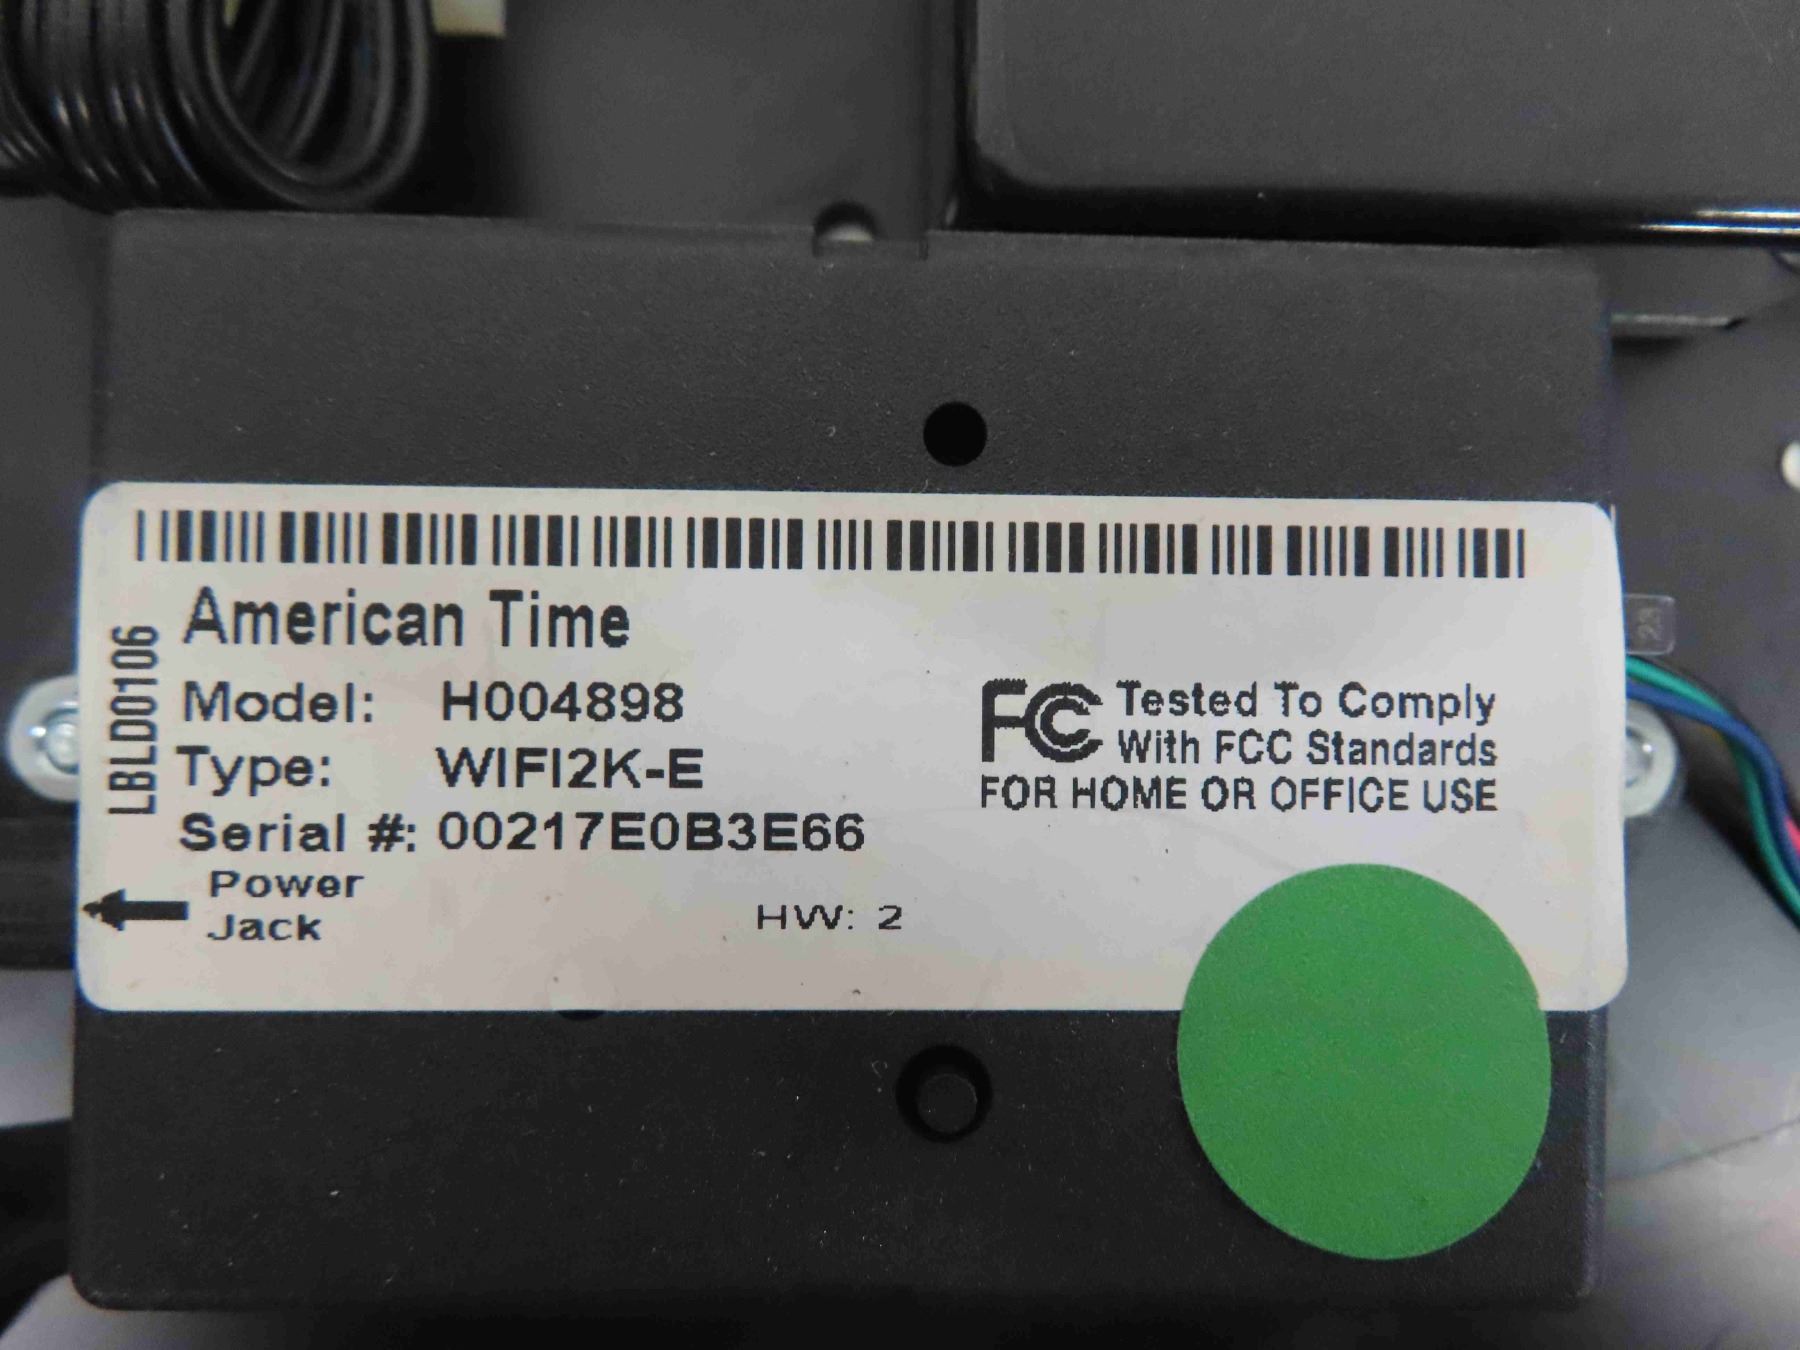 American Time
LBLD0106
Model: H004898
Type: WIFI2K-E
Serial #: 00217E0B3E66
Power
Jack
HW: 2
FC Tested To Comply
With FCC Standards
FOR HOME OR OFFICE USE
23